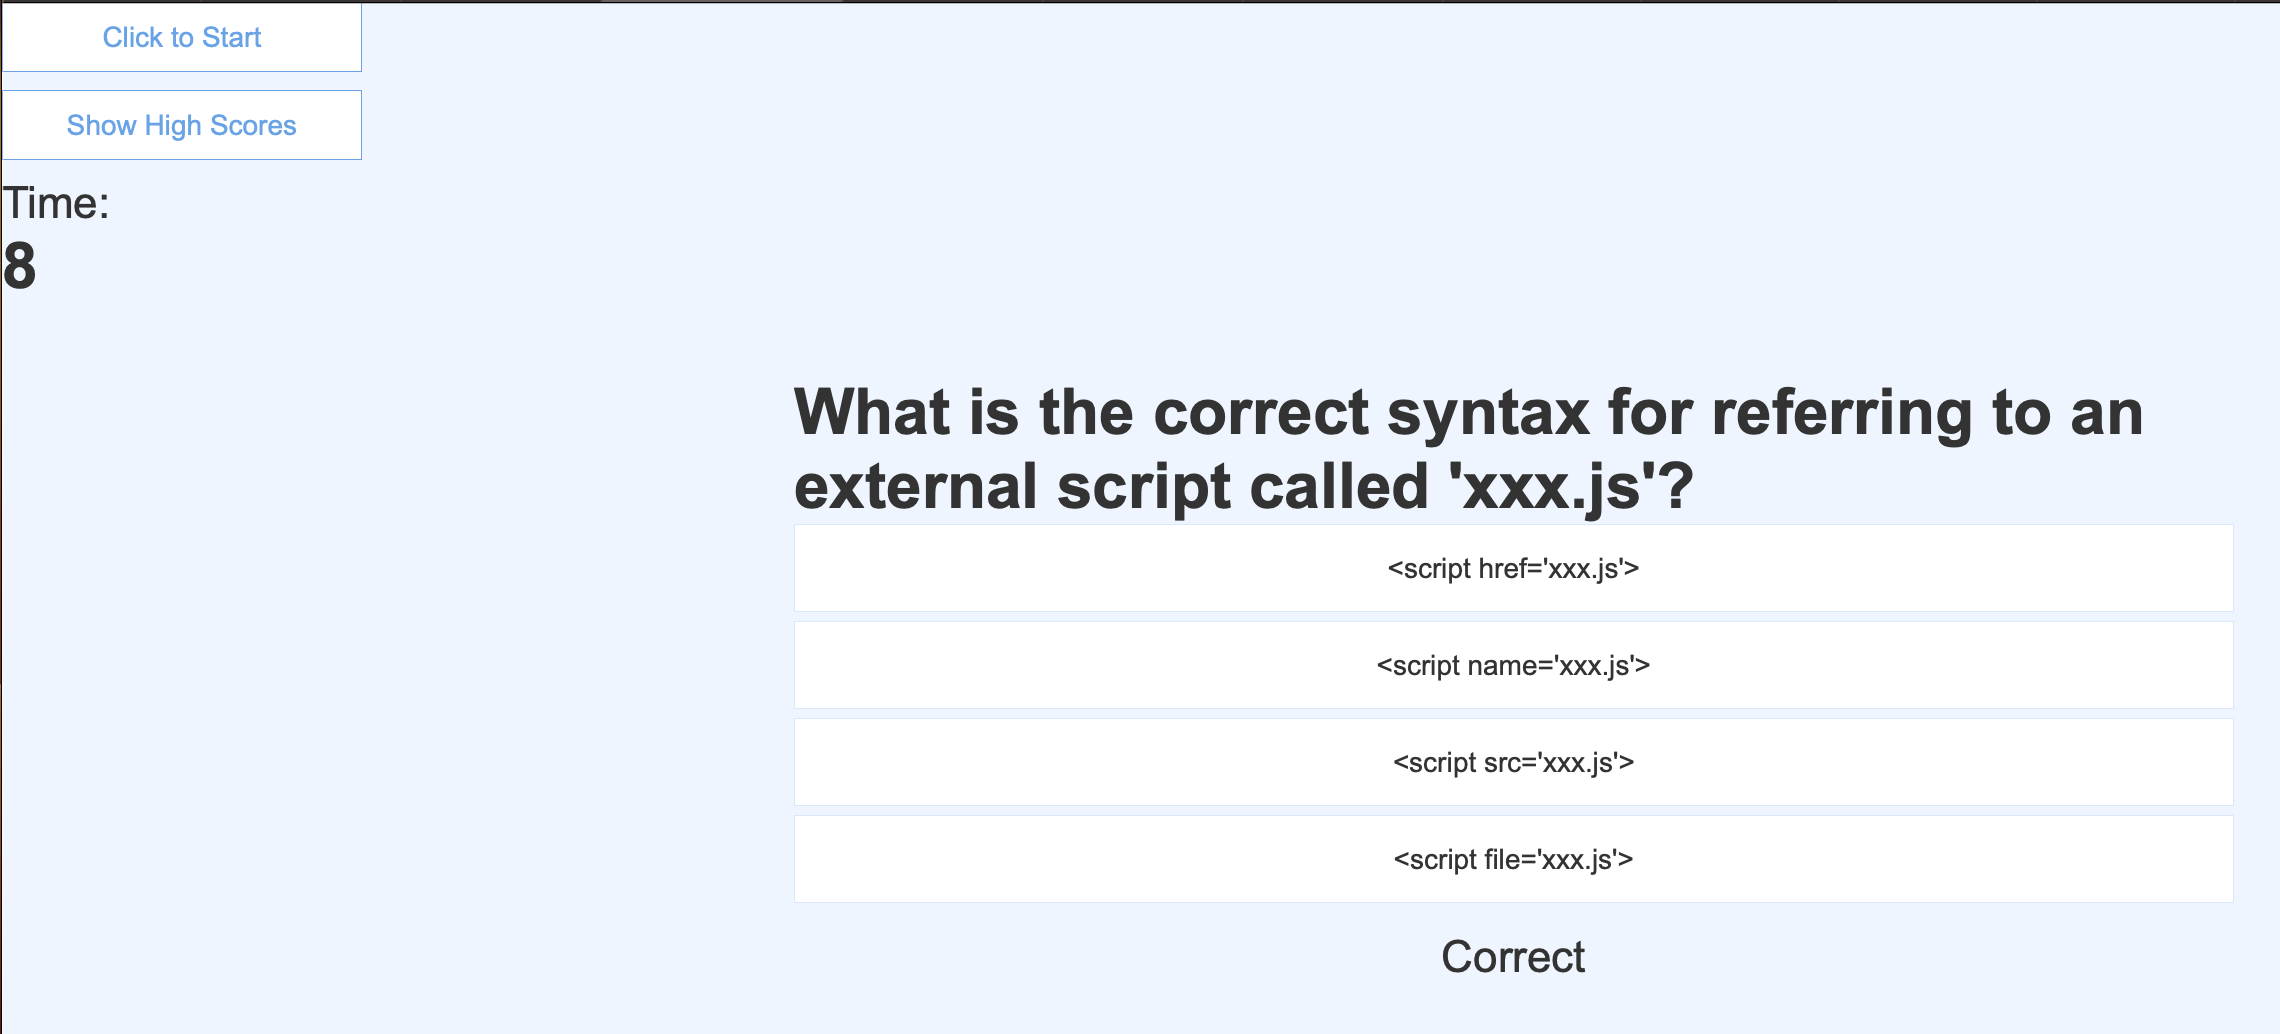 Click to Start
Show High Scores
Time:
8
What is the correct syntax for referring to an
external script called 'xxx.js'?
<script href='xxx.js'>
<script name='xxx.js'>
<script src='xxx.js'>
<script file='xxx.js'>
Correct